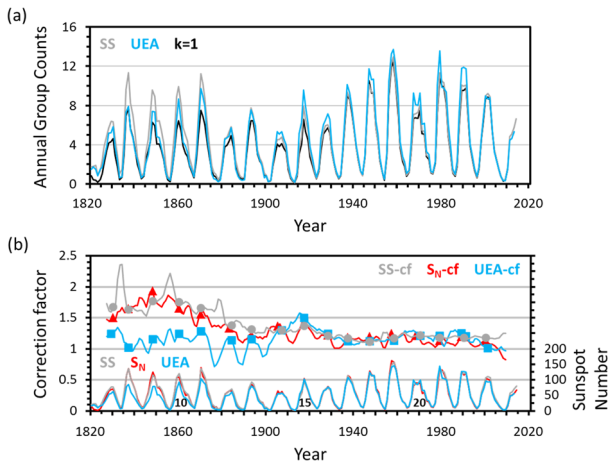 (a)
SS UEA k=1
Annual Group Counts
16
12
8
4
0
1820 1860 1900 1940 1980 2020
Year
(b)
2.5
2
1.5
1
0.5
0
Correction factor
SS-cf S_N-cf UEA-cf
SS S_N UEA
10 15 20
200
150
100
50
0
Sunspot
Number
1820 1860 1900 1940 1980 2020
Year